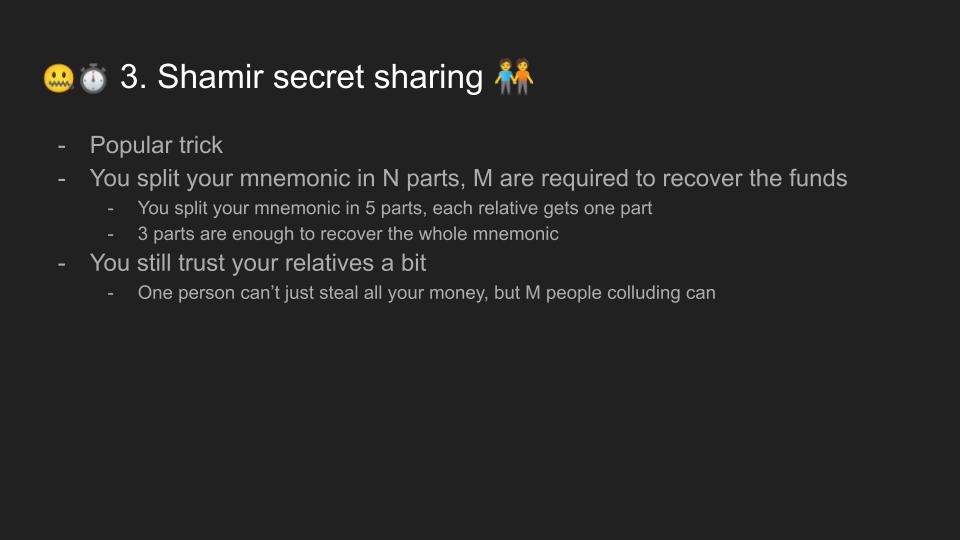 🤐⏱️ 3. Shamir secret sharing 🧑‍🤝‍🧑
- Popular trick
- You split your mnemonic in N parts, M are required to recover the funds
- You split your mnemonic in 5 parts, each relative gets one part
- 3 parts are enough to recover the whole mnemonic
- You still trust your relatives a bit
- One person can’t just steal all your money, but M people colluding can